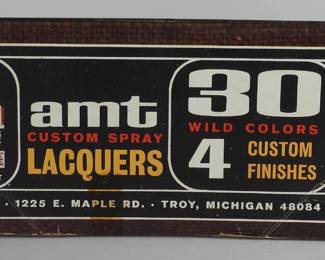 amt
CUSTOM SPRAY
LACQUERS
30
WILD COLORS
4 CUSTOM
FINISHES
1225 E. MAPLE RD. · TROY, MICHIGAN 48084